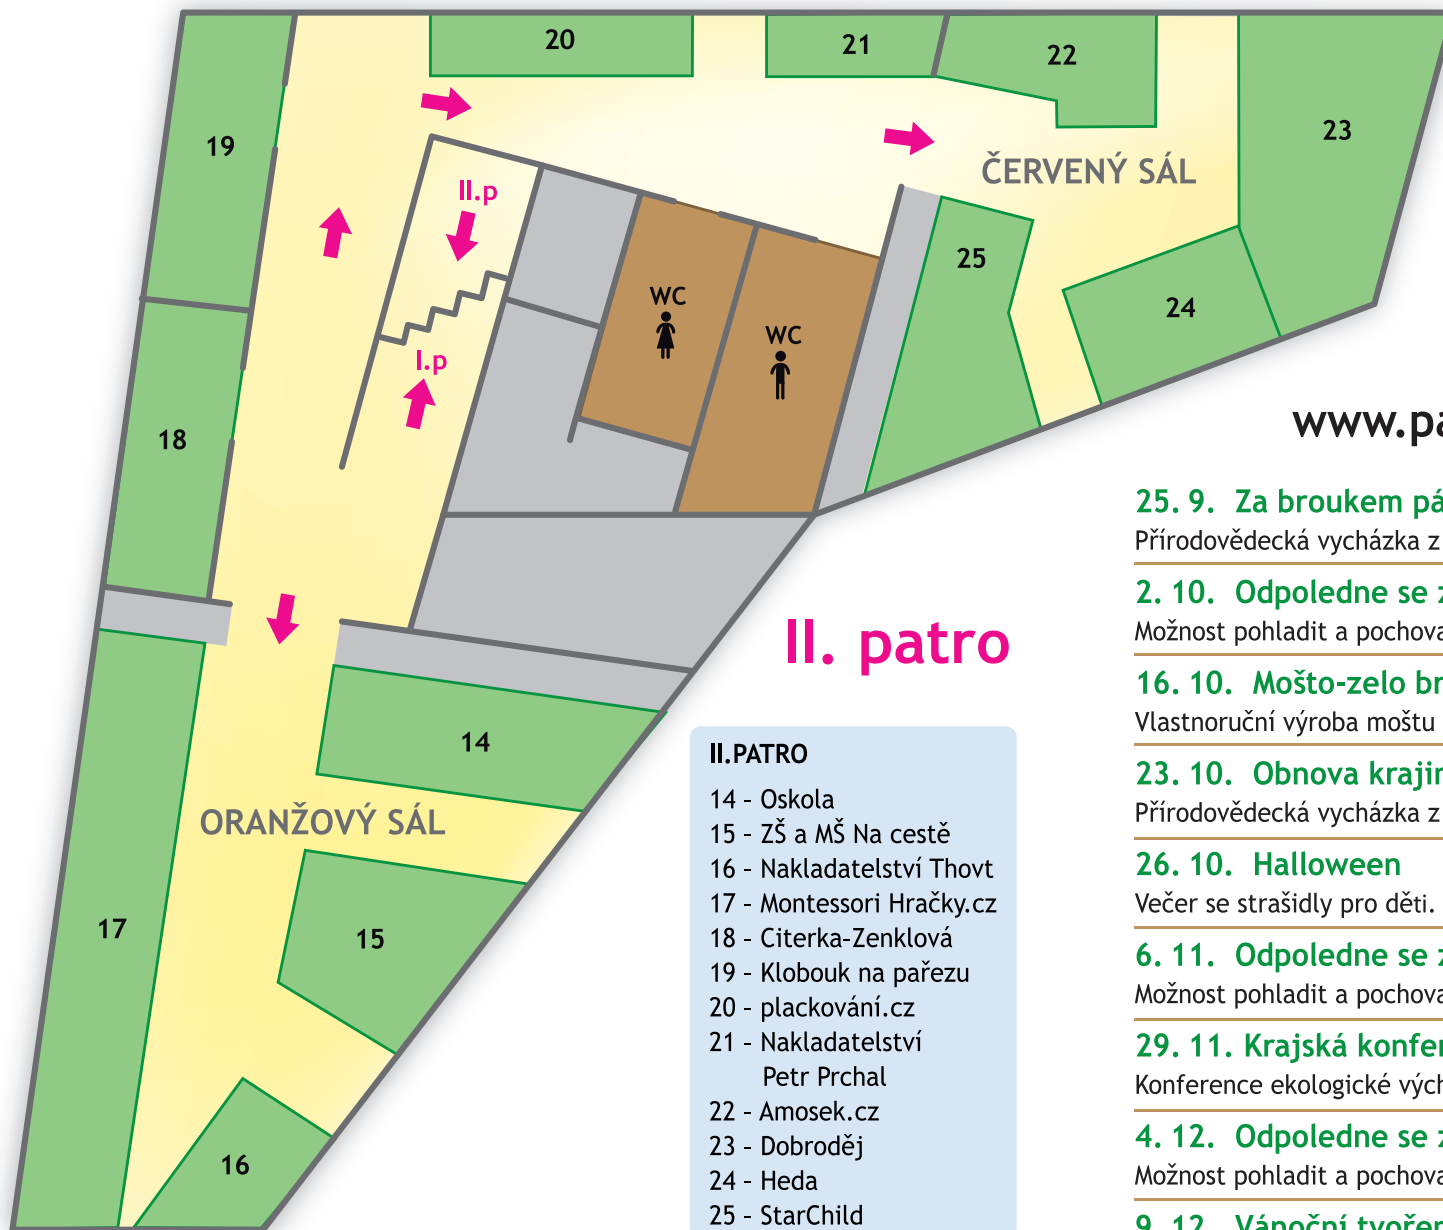 20
21
22
19
23
ČERVENÝ SÁL
II.p
25
WC
24
WC
I.p
18
II. patro
14
ORANŽOVÝ SÁL
17
15
16
II.PATRO
14 - Oskola
15 - ZŠ a MŠ Na cestě
16 - Nakladatelství Thovt
17 - Montessori Hračky.cz
18 - Citerka-Zenklová
19 - Klobouk na pařezu
20 - plackování.cz
21 - Nakladatelství
Petr Prchal
22 - Amosek.cz
23 - Dobroděj
24 - Heda
25 - StarChild
www.pa
25. 9. Za broukem pá
Přírodovědecká vycházka z
2. 10. Odpoledne se z
Možnost pohladit a pochova
16. 10. Mošto-zelo br
Vlastnoruční výroba moštu
23. 10. Obnova krajin
Přírodovědecká vycházka z
26. 10. Halloween
Večer se strašidly pro děti.
6. 11. Odpoledne se z
Možnost pohladit a pochova
29. 11. Krajská konfer
Konference ekologické vých
4. 12. Odpoledne se z
Možnost pohladit a pochova
9. 12. Vánoční tvoření